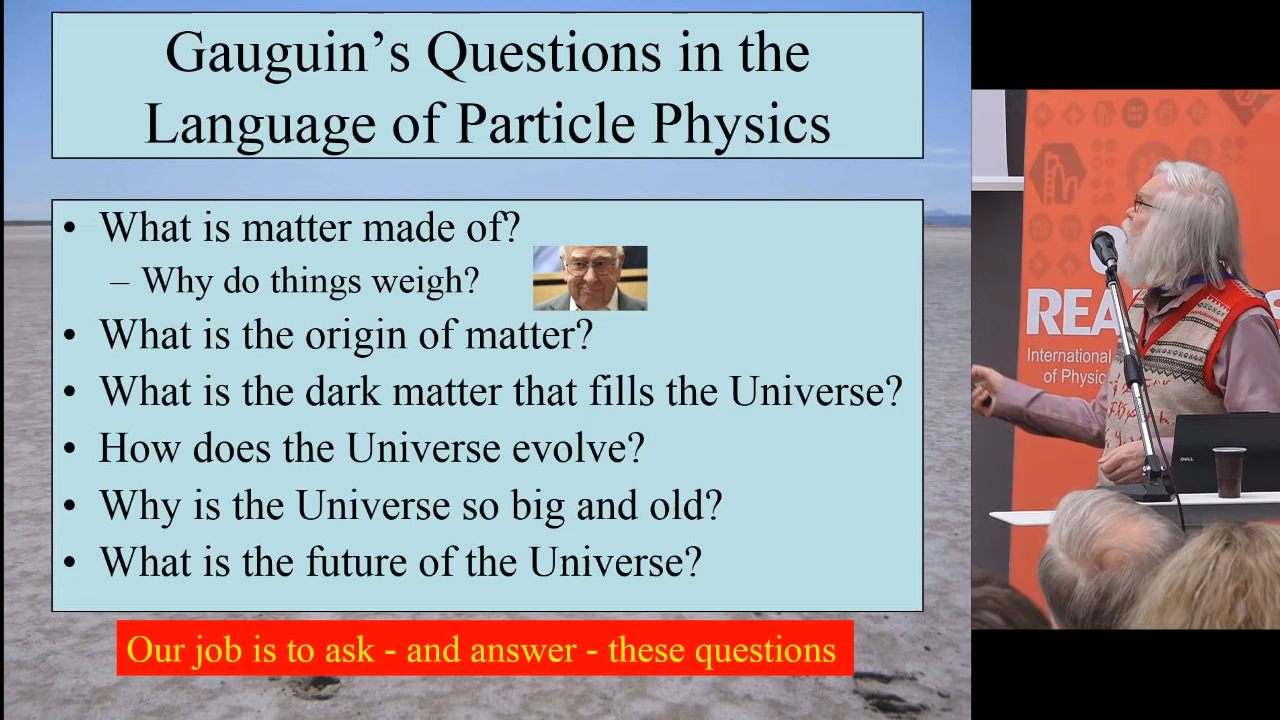 Gauguin's Questions in the
Language of Particle Physics
• What is matter made of?
– Why do things weigh?
• What is the origin of matter?
• What is the dark matter that fills the Universe?
• How does the Universe evolve?
• Why is the Universe so big and old?
• What is the future of the Universe?
Our job is to ask - and answer - these questions
International
of Physic
DELL